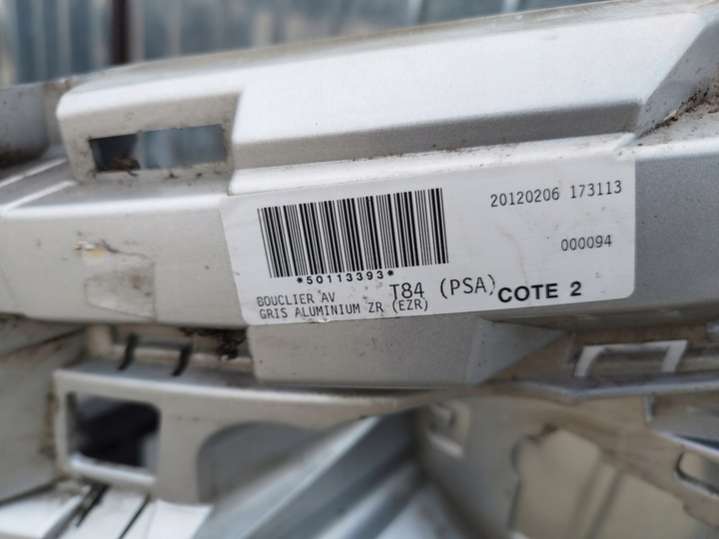 20120206 173113
000094
*50113393*
BOUCLIER AV T84 (PSA) COTE 2
GRIS ALUMINIUM ZR (EZR)